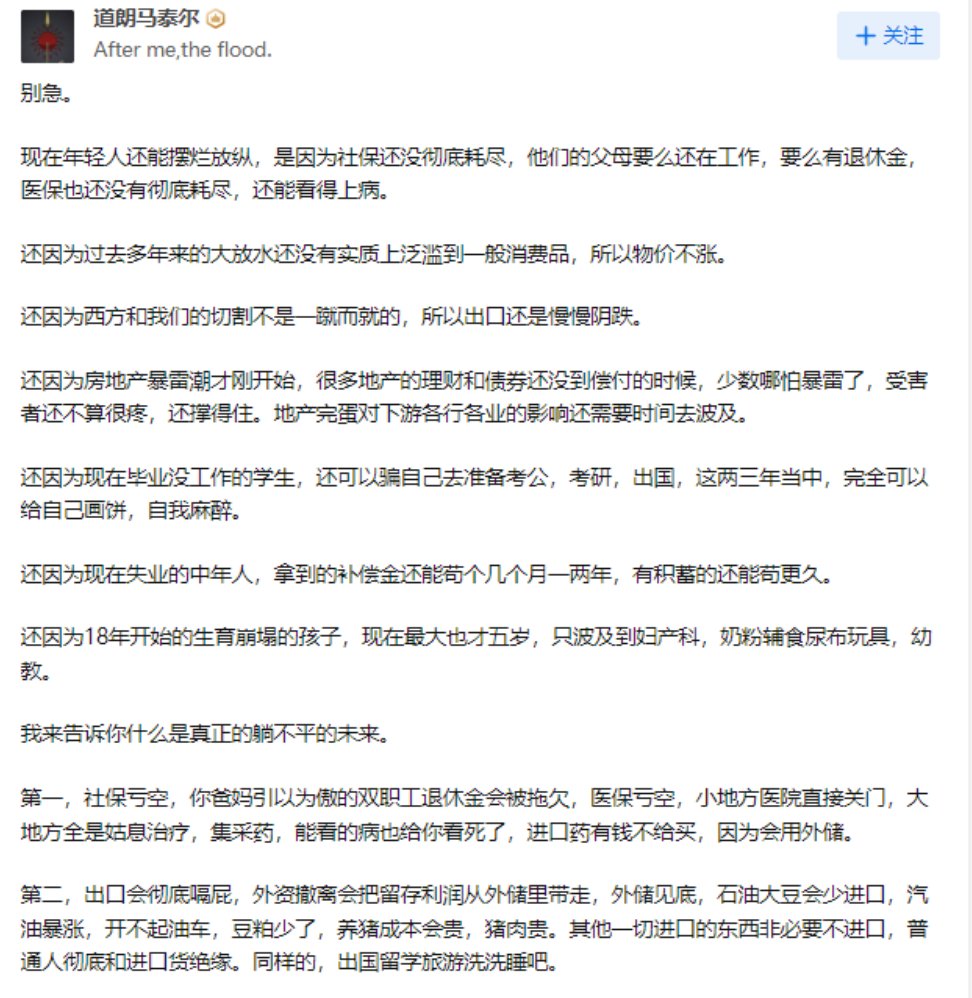 道朗马泰尔
After me,the flood.
+ 关注
别急。
现在年轻人还能摆烂放纵，是因为社保还没彻底耗尽，他们的父母要么还在工作，要么有退休金，
医保也还没有彻底耗尽，还能看得上病。
还因为过去多年来的大放水还没有实质上泛滥到一般消费品，所以物价不涨。
还因为西方和我们的切割不是一蹴而就的，所以出口还是慢慢阴跌。
还因为房地产暴雷潮才刚开始，很多地产的理财和债券还没到偿付的时候，少数哪怕暴雷了，受害
者还不算很疼，还撑得住。地产完蛋对下游各行各业的影响还需要时间去波及。
还因为现在毕业没工作的学生，还可以骗自己去准备考公，考研，出国，这两三年当中，完全可以
给自己画饼，自我麻醉。
还因为现在失业的中年人，拿到的补偿金还能苟个几个月一两年，有积蓄的还能苟更久。
还因为18年开始的生育崩塌的孩子，现在最大也才五岁，只波及到妇产科，奶粉辅食尿布玩具，幼
教。
我来告诉你什么是真正的躺不平的未来。
第一，社保亏空，你爸妈引以为傲的双职工退休金会被拖欠，医保亏空，小地方医院直接关门，大
地方全是姑息治疗，集采药，能看的病也给你看死了，进口药有钱不给买，因为会用外储。
第二，出口会彻底嗝屁，外资撤离会把留存利润从外储里带走，外储见底，石油大豆会少进口，汽
油暴涨，开不起油车，豆粕少了，养猪成本会贵，猪肉贵。其他一切进口的东西非必要不进口，普
通人彻底和进口货绝缘。同样的，出国留学旅游洗洗睡吧。